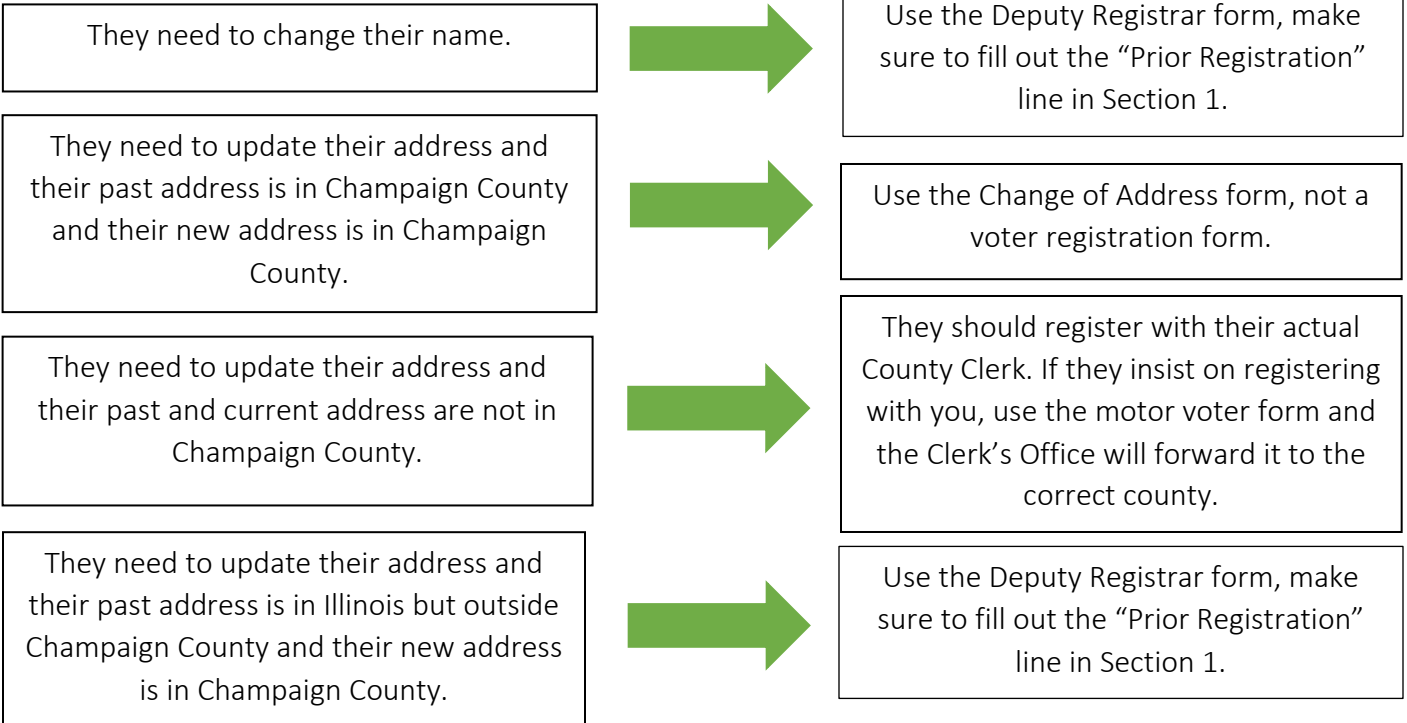 They need to change their name.
Use the Deputy Registrar form, make
sure to fill out the “Prior Registration”
line in Section 1.
They need to update their address and
their past address is in Champaign County
and their new address is in Champaign
County.
Use the Change of Address form, not a
voter registration form.
They need to update their address and
their past and current address are not in
Champaign County.
They should register with their actual
County Clerk. If they insist on registering
with you, use the motor voter form and
the Clerk’s Office will forward it to the
correct county.
They need to update their address and
their past address is in Illinois but outside
Champaign County and their new address
is in Champaign County.
Use the Deputy Registrar form, make
sure to fill out the “Prior Registration”
line in Section 1.